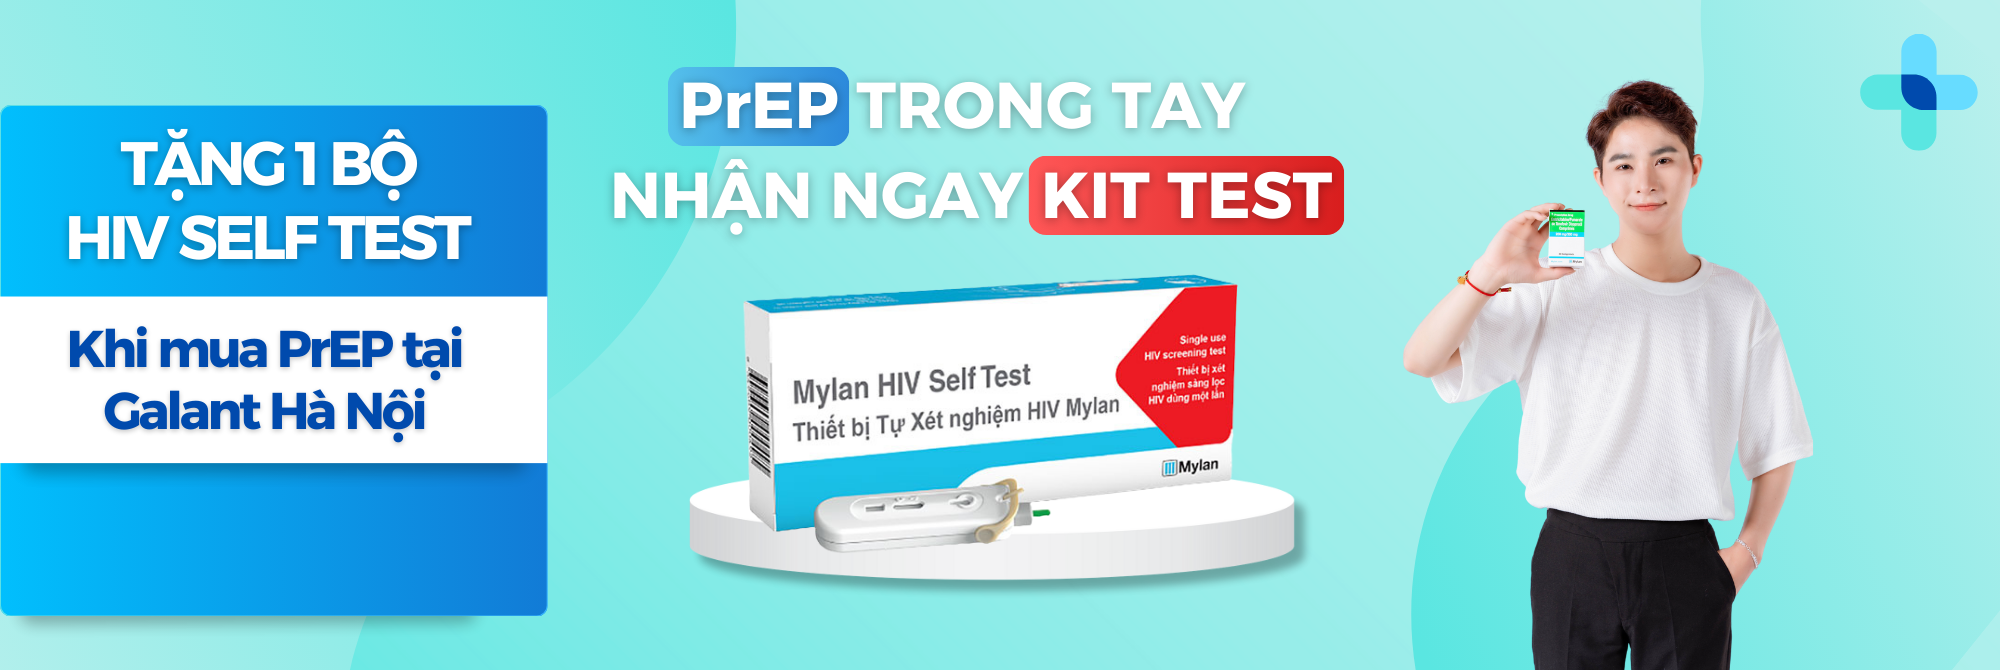 TẶNG 1 BỘ
HIV SELF TEST
Khi mua PrEP tại
Galant Hà Nội
PrEP TRONG TAY
NHẬN NGAY KIT TEST
Mylan HIV Self Test
Thiết bị Tự Xét nghiệm HIV Mylan
Single use
HIV screening test
Thiết bị xét
nghiệm sàng lọc
HIV dùng một lần
Mylan
Mylan